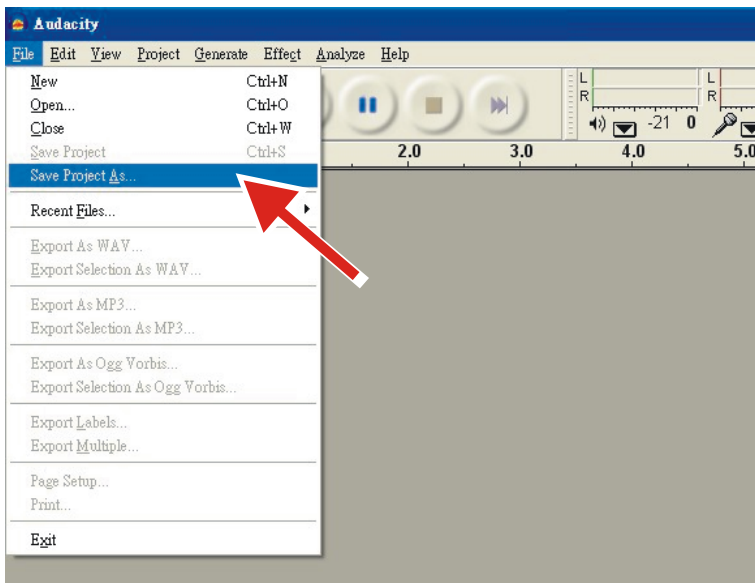 Audacity
File Edit View Project Generate Effect Analyze Help
New Ctrl+N
Open... Ctrl+O
Close Ctrl+W
Save Project Ctrl+S
Save Project As...
Recent Files...
Export As WAV...
Export Selection As WAV...
Export As MP3...
Export Selection As MP3...
Export As Ogg Vorbis...
Export Selection As Ogg Vorbis...
Export Labels...
Export Multiple...
Page Setup...
Print...
Exit
L L
R R
-21 0
2.0 3.0 4.0 5.0